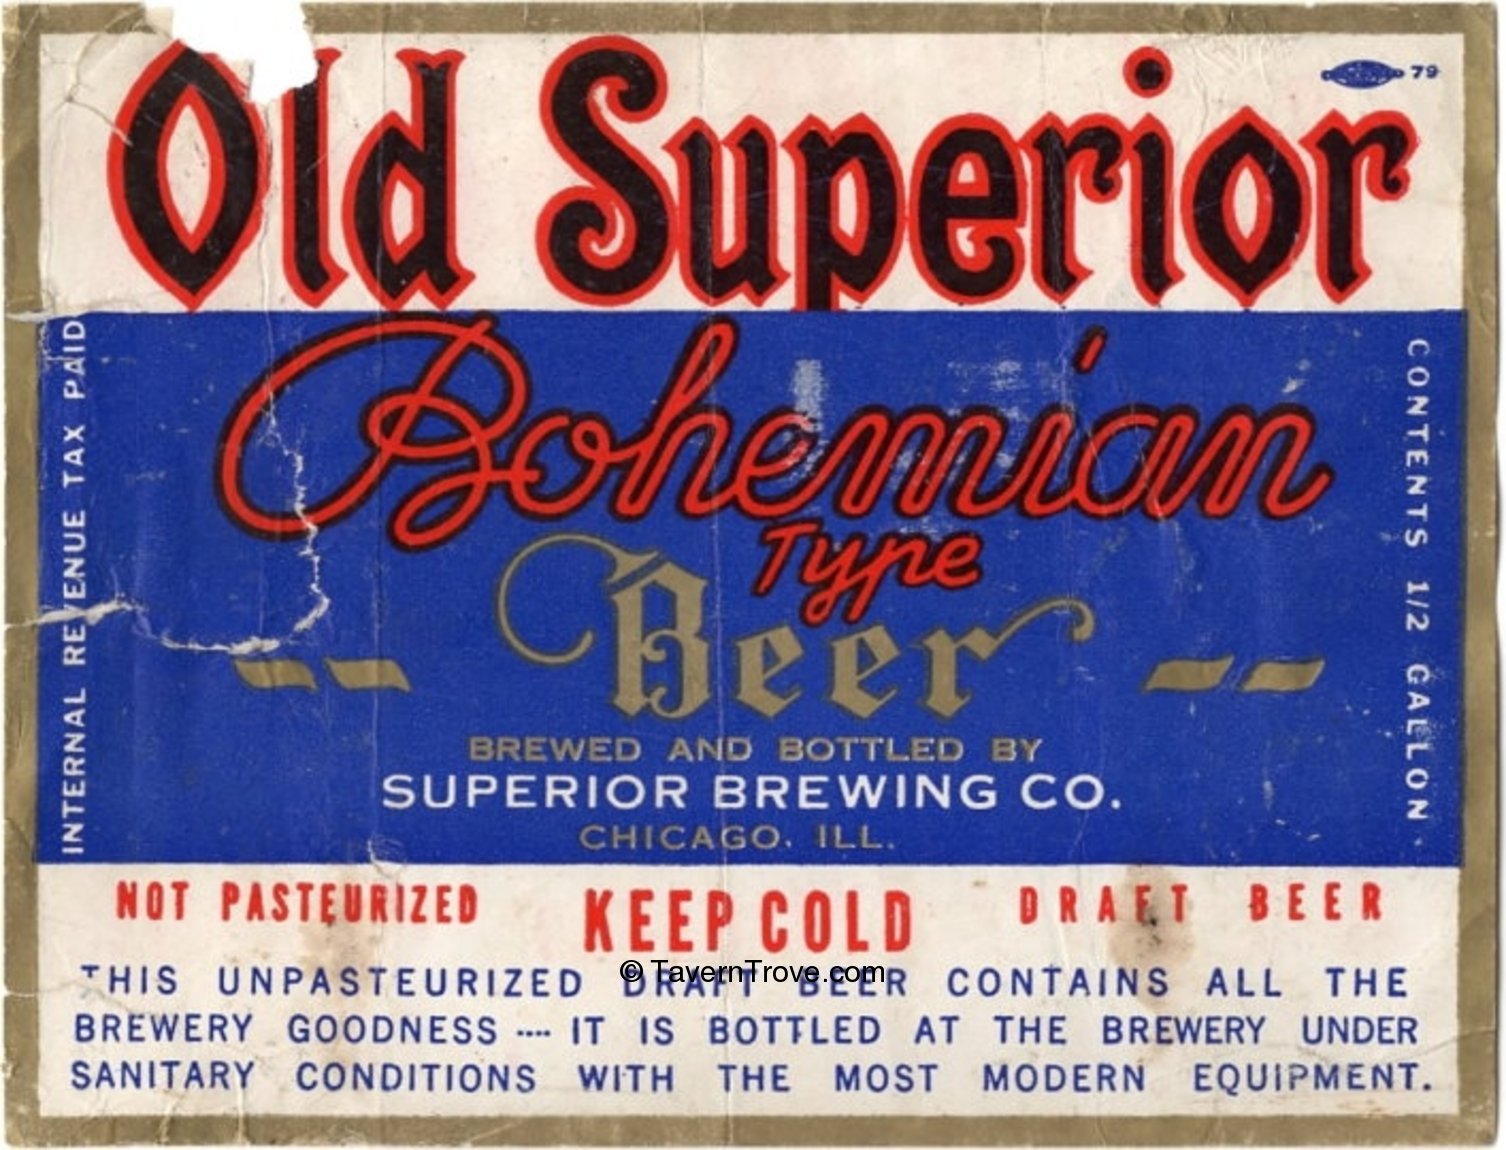 Old Superior
79
INTERNAL REVENUE TAX PAID
Bohemian
Type
Beer
BREWED AND BOTTLED BY
SUPERIOR BREWING CO.
CHICAGO, ILL.
CONTENTS 1/2 GALLON.
NOT PASTEURIZED KEEP COLD DRAFT BEER
© TavernTrove.com
THIS UNPASTEURIZED DRAFT BEER CONTAINS ALL THE
BREWERY GOODNESS ---- IT IS BOTTLED AT THE BREWERY UNDER
SANITARY CONDITIONS WITH THE MOST MODERN EQUIPMENT.